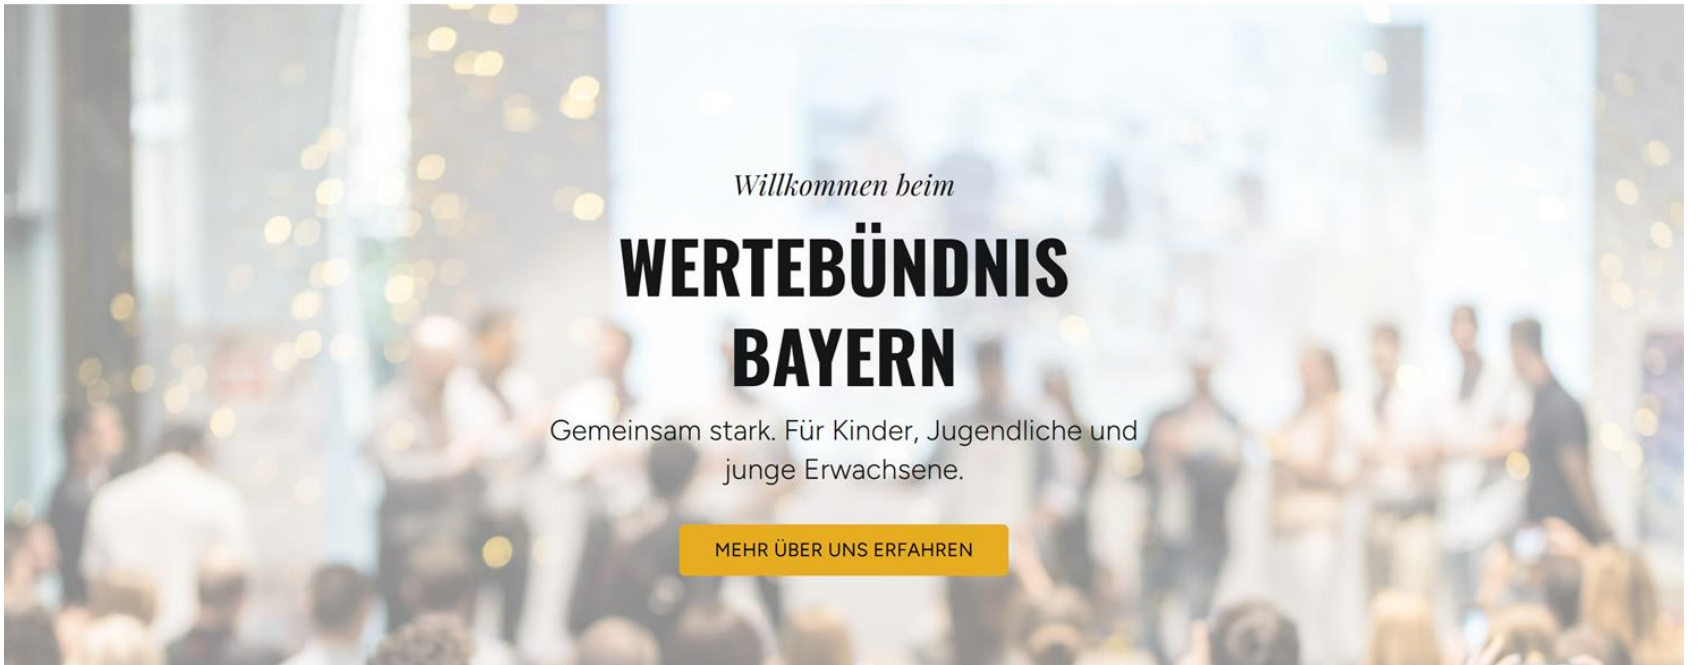 Willkommen beim
WERTEBÜNDNIS
BAYERN
Gemeinsam stark. Für Kinder, Jugendliche und
junge Erwachsene.
MEHR ÜBER UNS ERFAHREN